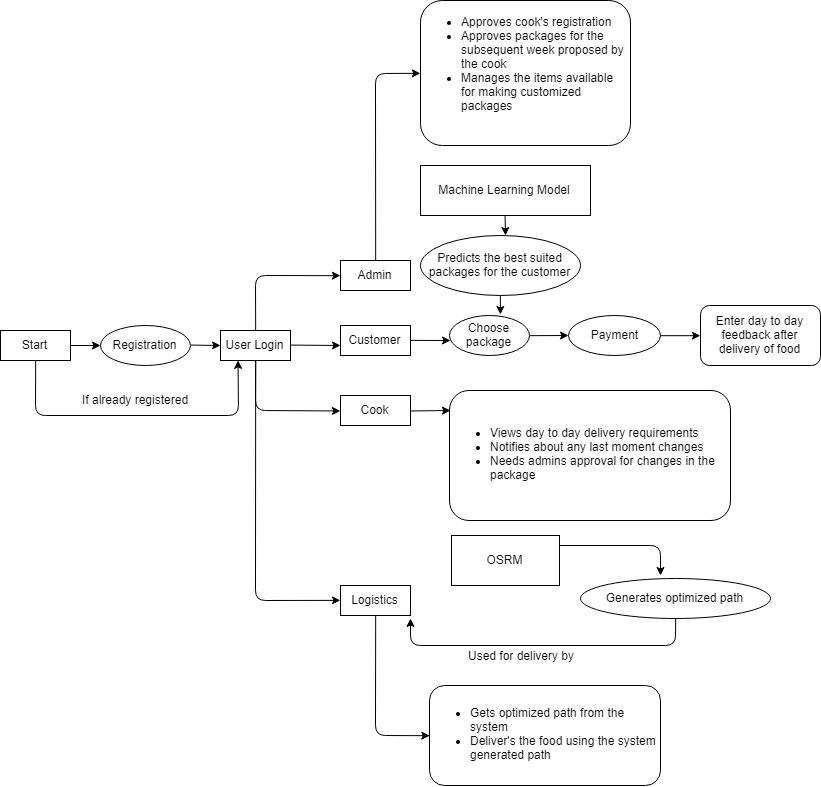 • Approves cook's registration
• Approves packages for the
subsequent week proposed by
the cook
• Manages the items available
for making customized
packages
Machine Learning Model
Predicts the best suited
packages for the customer
Admin
Start
Registration
User Login
Customer
Choose
package
Payment
Enter day to day
feedback after
delivery of food
If already registered
Cook
• Views day to day delivery requirements
• Notifies about any last moment changes
• Needs admins approval for changes in the
package
OSRM
Generates optimized path
Logistics
Used for delivery by
• Gets optimized path from the
system
• Deliver's the food using the system
generated path